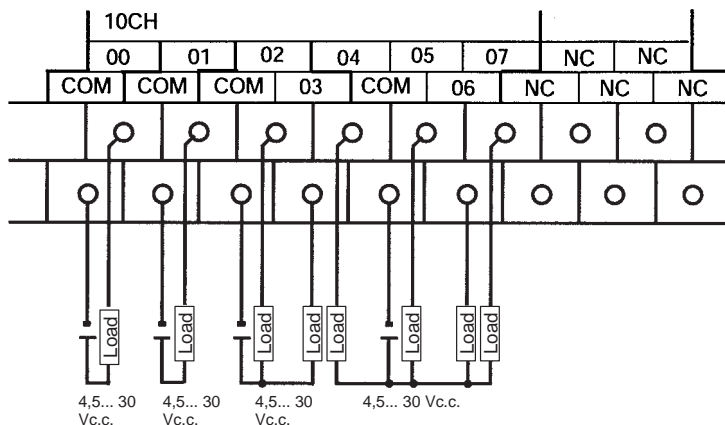 10CH
00 01 02 04 05 07 NC NC
COM COM COM 03 COM 06 NC NC NC
Load Load Load Load Load Load Load Load
4,5... 30 4,5... 30 4,5... 30 4,5... 30 Vc.c.
Vc.c. Vc.c. Vc.c.